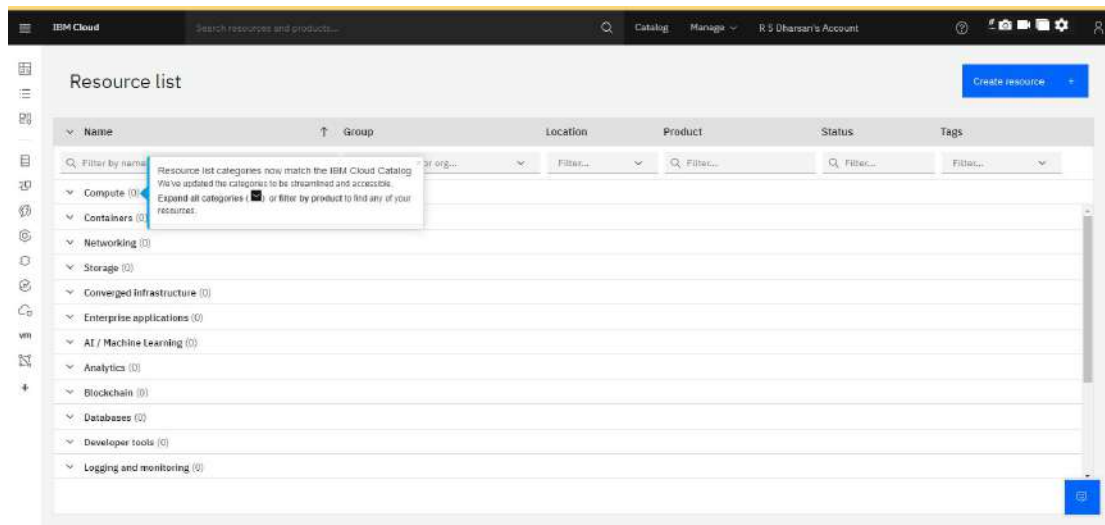 IBM Cloud
Search resources and products...
Catalog
Manage
R S Dharsan's Account
Resource list
Create resource +
Name
Group
Location
Product
Status
Tags
Filter by name
or org...
Filter...
Filter...
Filter...
Filter...
Resource list categories now match the IBM Cloud Catalog
We've updated the categories to be streamlined and accessible.
Expand all categories ( ) or filter by product to find any of your
resources.
Compute (0)
Containers (0)
Networking (0)
Storage (0)
Converged infrastructure (0)
Enterprise applications (0)
AI / Machine Learning (0)
Analytics (0)
Blockchain (0)
Databases (0)
Developer tools (0)
Logging and monitoring (0)
vm